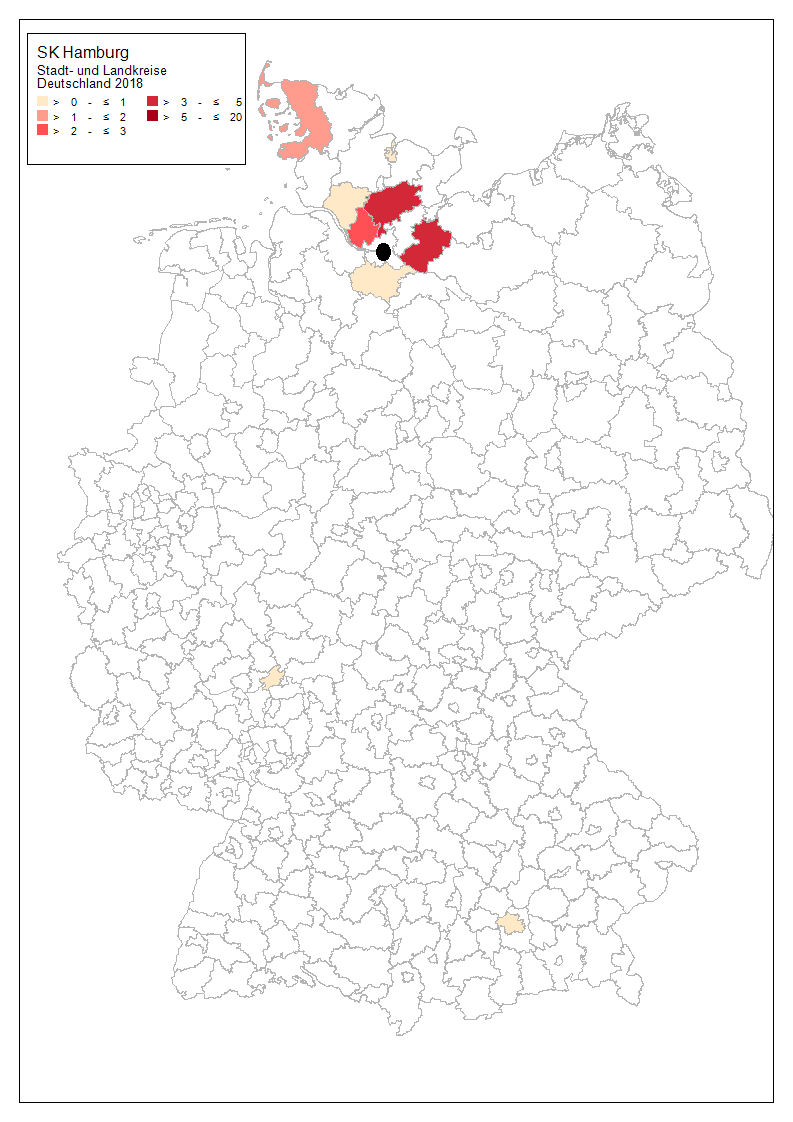 SK Hamburg
Stadt- und Landkreise
Deutschland 2018
> 0 - ≤ 1 > 3 - ≤ 5
> 1 - ≤ 2 > 5 - ≤ 20
> 2 - ≤ 3